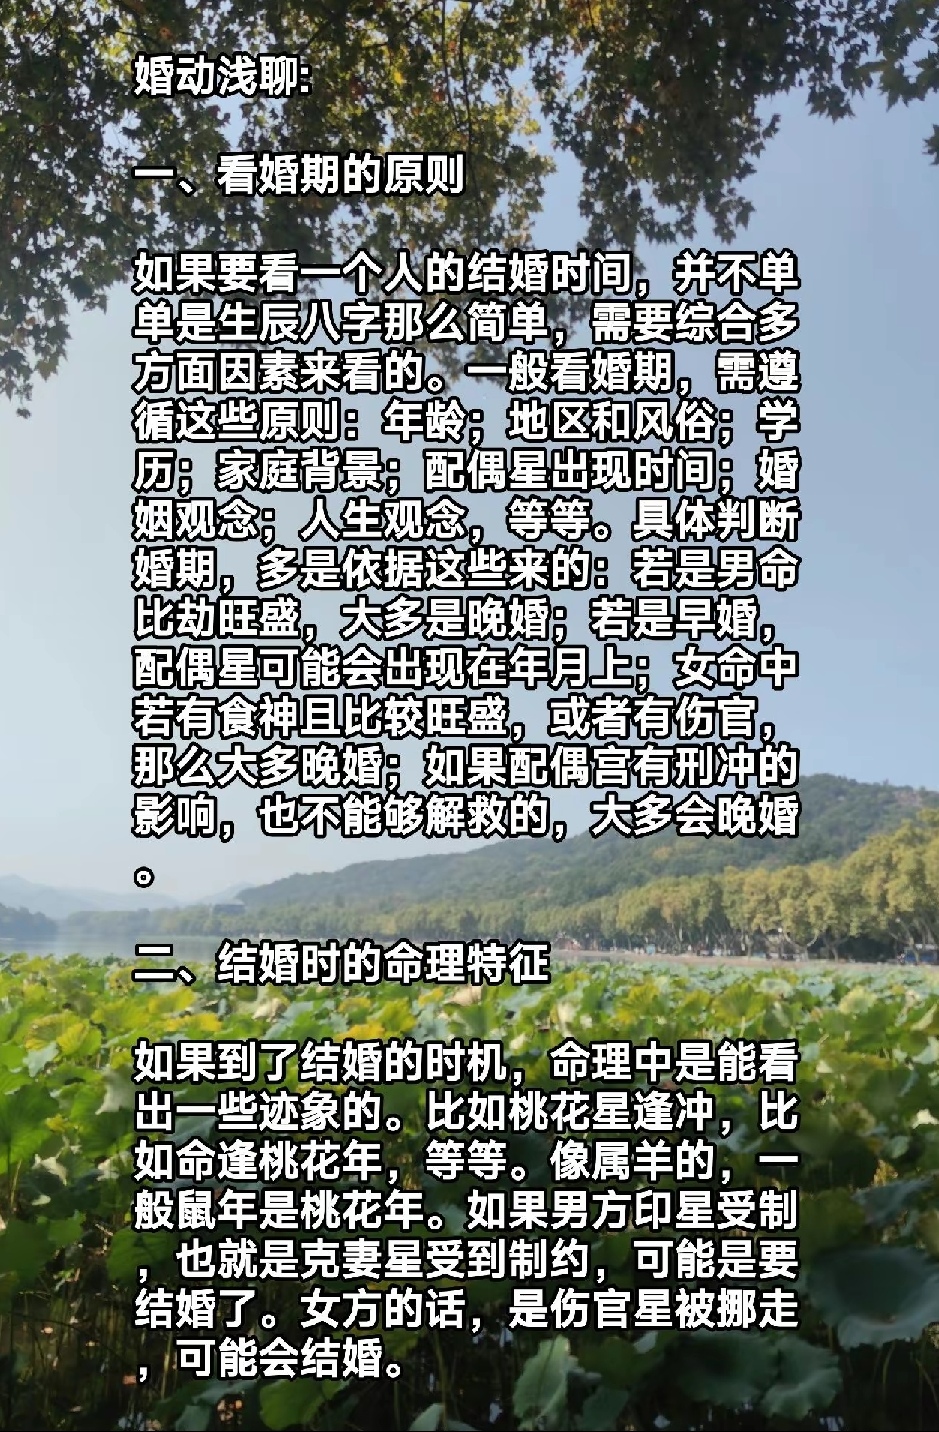 婚动浅聊:
一、看婚期的原则
如果要看一个人的结婚时间，并不单
单是生辰八字那么简单，需要综合多
方面因素来看的。一般看婚期，需遵
循这些原则：年龄；地区和风俗；学
历；家庭背景；配偶星出现时间；婚
姻观念；人生观念，等等。具体判断
婚期，多是依据这些来的：若是男命
比劫旺盛，大多是晚婚；若是早婚，
配偶星可能会出现在年月上；女命中
若有食神且比较旺盛，或者有伤官，
那么大多晚婚；如果配偶宫有刑冲的
影响，也不能够解救的，大多会晚婚
。
二、结婚时的命理特征
如果到了结婚的时机，命理中是能看
出一些迹象的。比如桃花星逢冲，比
如命逢桃花年，等等。像属羊的，一
般鼠年是桃花年。如果男方印星受制
，也就是克妻星受到制约，可能是要
结婚了。女方的话，是伤官星被挪走
，可能会结婚。